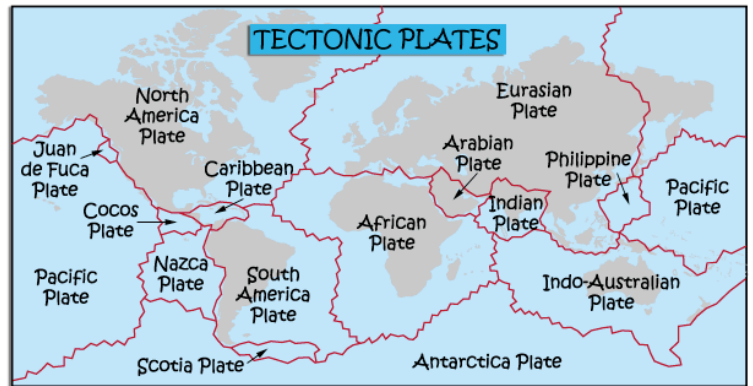 TECTONIC PLATES
North
America
Plate
Eurasian
Plate
Juan
de Fuca
Plate
Caribbean
Plate
Arabian
Plate
Philippine
Plate
Pacific
Plate
Cocos
Plate
African
Plate
Indian
Plate
Pacific
Plate
Nazca
Plate
South
America
Plate
Indo-Australian
Plate
Scotia Plate
Antarctica Plate